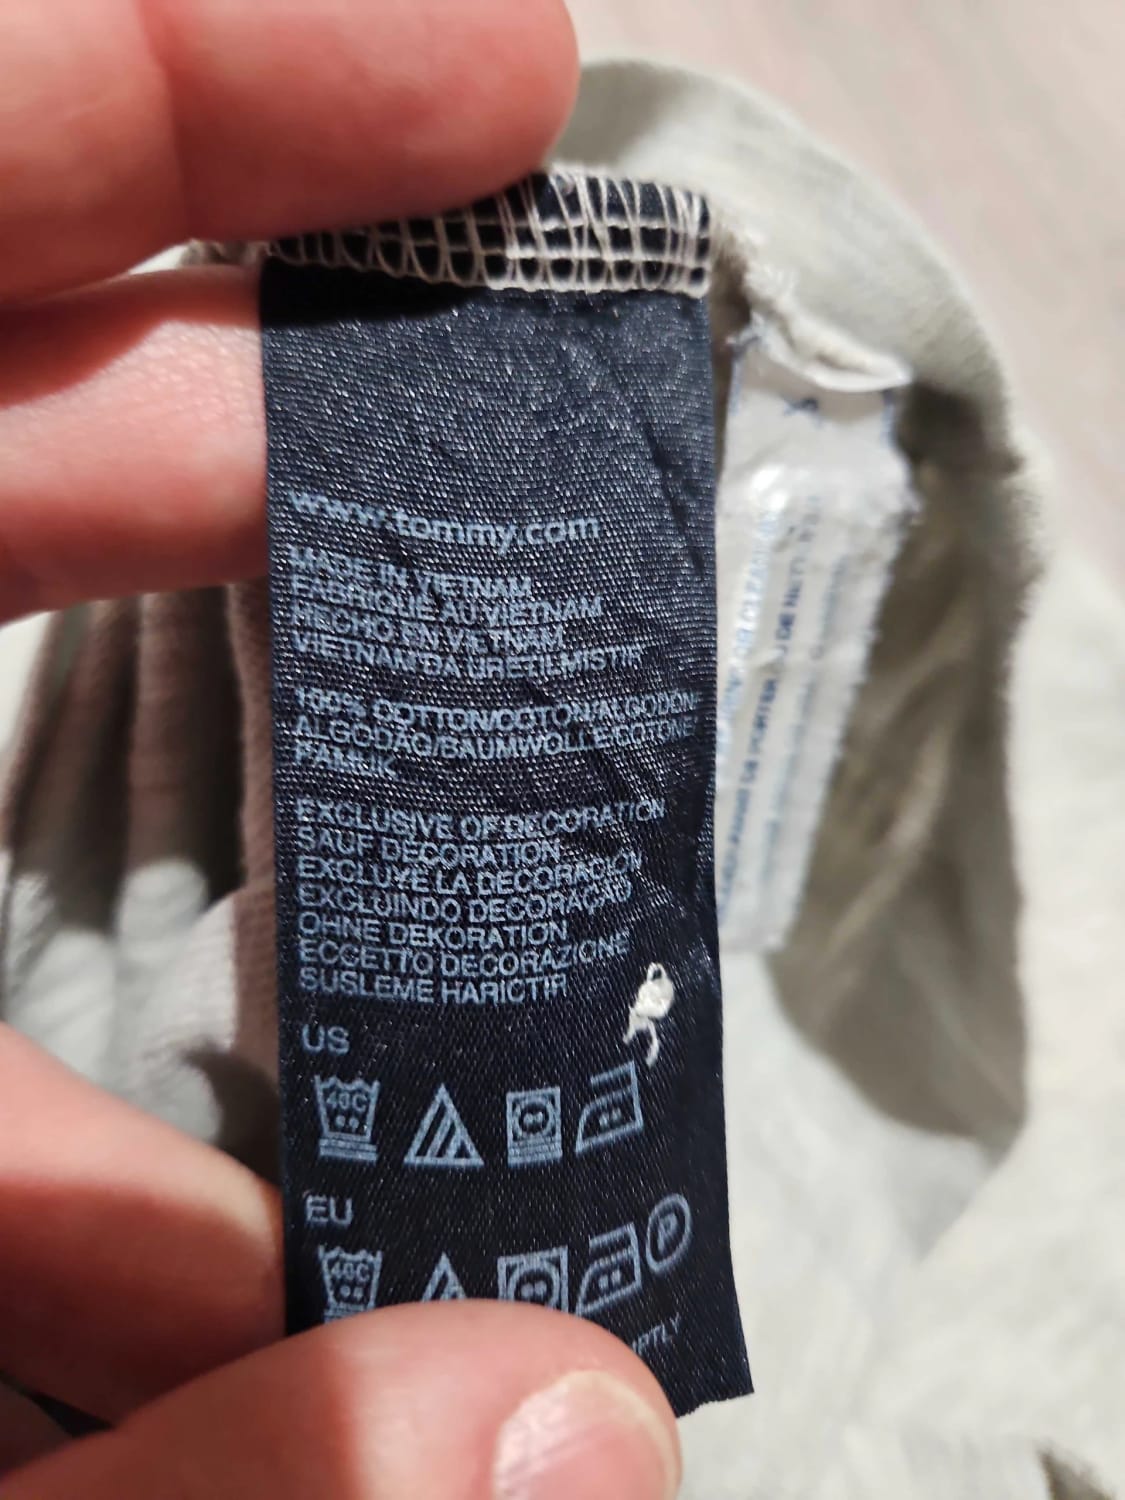 www.tommy.com
MADE IN VIETNAM
FABRIQUE AU VIETNAM
HECHO EN VIETNAM
VIETNAM'DA URETILMISTIR
100% COTTON/COTON/ALGODON
ALGODAO/BAUMWOLLE/COTONE
PAMUK
EXCLUSIVE OF DECORATION
SAUF DECORATION
EXCLUYE LA DECORACION
EXCLUINDO DECORAÇAO
OHNE DEKORATION
ECCETTO DECORAZIONE
SUSLEME HARICTIR
US
40C
EU
40C
P